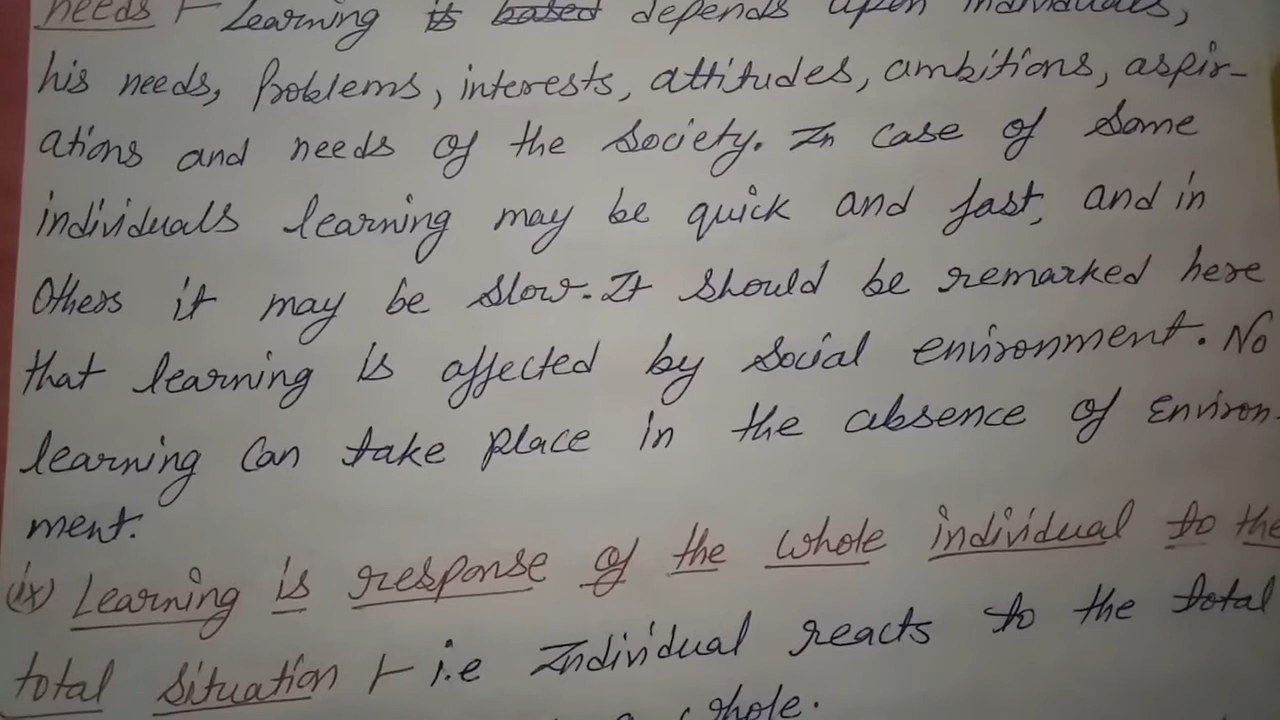 needs :- Learning is based depends upon individuals,
his needs, Problems, interests, attitudes, ambitions, aspir-
ations and needs of the Society. In case of Some
individuals learning may be quick and fast, and in
Others it may be Slow. It Should be remarked here
that learning is affected by Social environment. No
learning Can take place in the absence of Environ-
ment.
(ix) Learning is response of the whole individual to the
total Situation :- i.e Individual reacts to the total
whole.